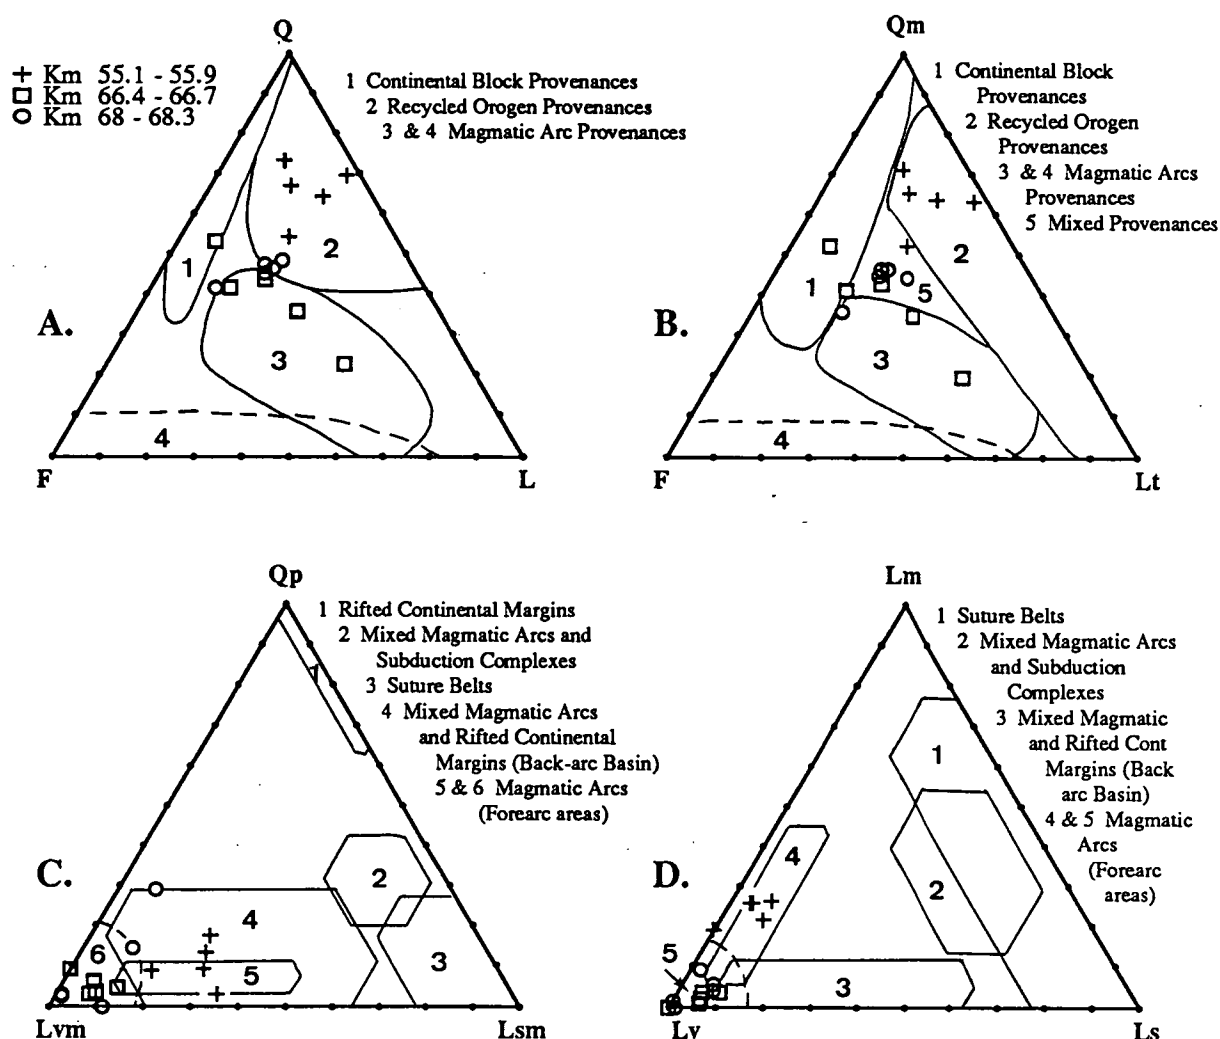 Q
+ Km 55.1 - 55.9
□ Km 66.4 - 66.7
○ Km 68 - 68.3
1 Continental Block Provenances
2 Recycled Orogen Provenances
3 & 4 Magmatic Arc Provenances
1
2
3
4
A.
F
L
Qm
1 Continental Block
Provenances
2 Recycled Orogen
Provenances
3 & 4 Magmatic Arcs
Provenances
5 Mixed Provenances
1
2
5
3
4
B.
F
Lt
Qp
1 Rifted Continental Margins
2 Mixed Magmatic Arcs and
Subduction Complexes
3 Suture Belts
4 Mixed Magmatic Arcs
and Rifted Continental
Margins (Back-arc Basin)
5 & 6 Magmatic Arcs
(Forearc areas)
1
2
4
6
5
3
C.
Lvm
Lsm
Lm
1 Suture Belts
2 Mixed Magmatic Arcs
and Subduction
Complexes
3 Mixed Magmatic
and Rifted Cont
Margins (Back
arc Basin)
4 & 5 Magmatic
Arcs
(Forearc
areas)
1
4
2
5
3
D.
Lv
Ls